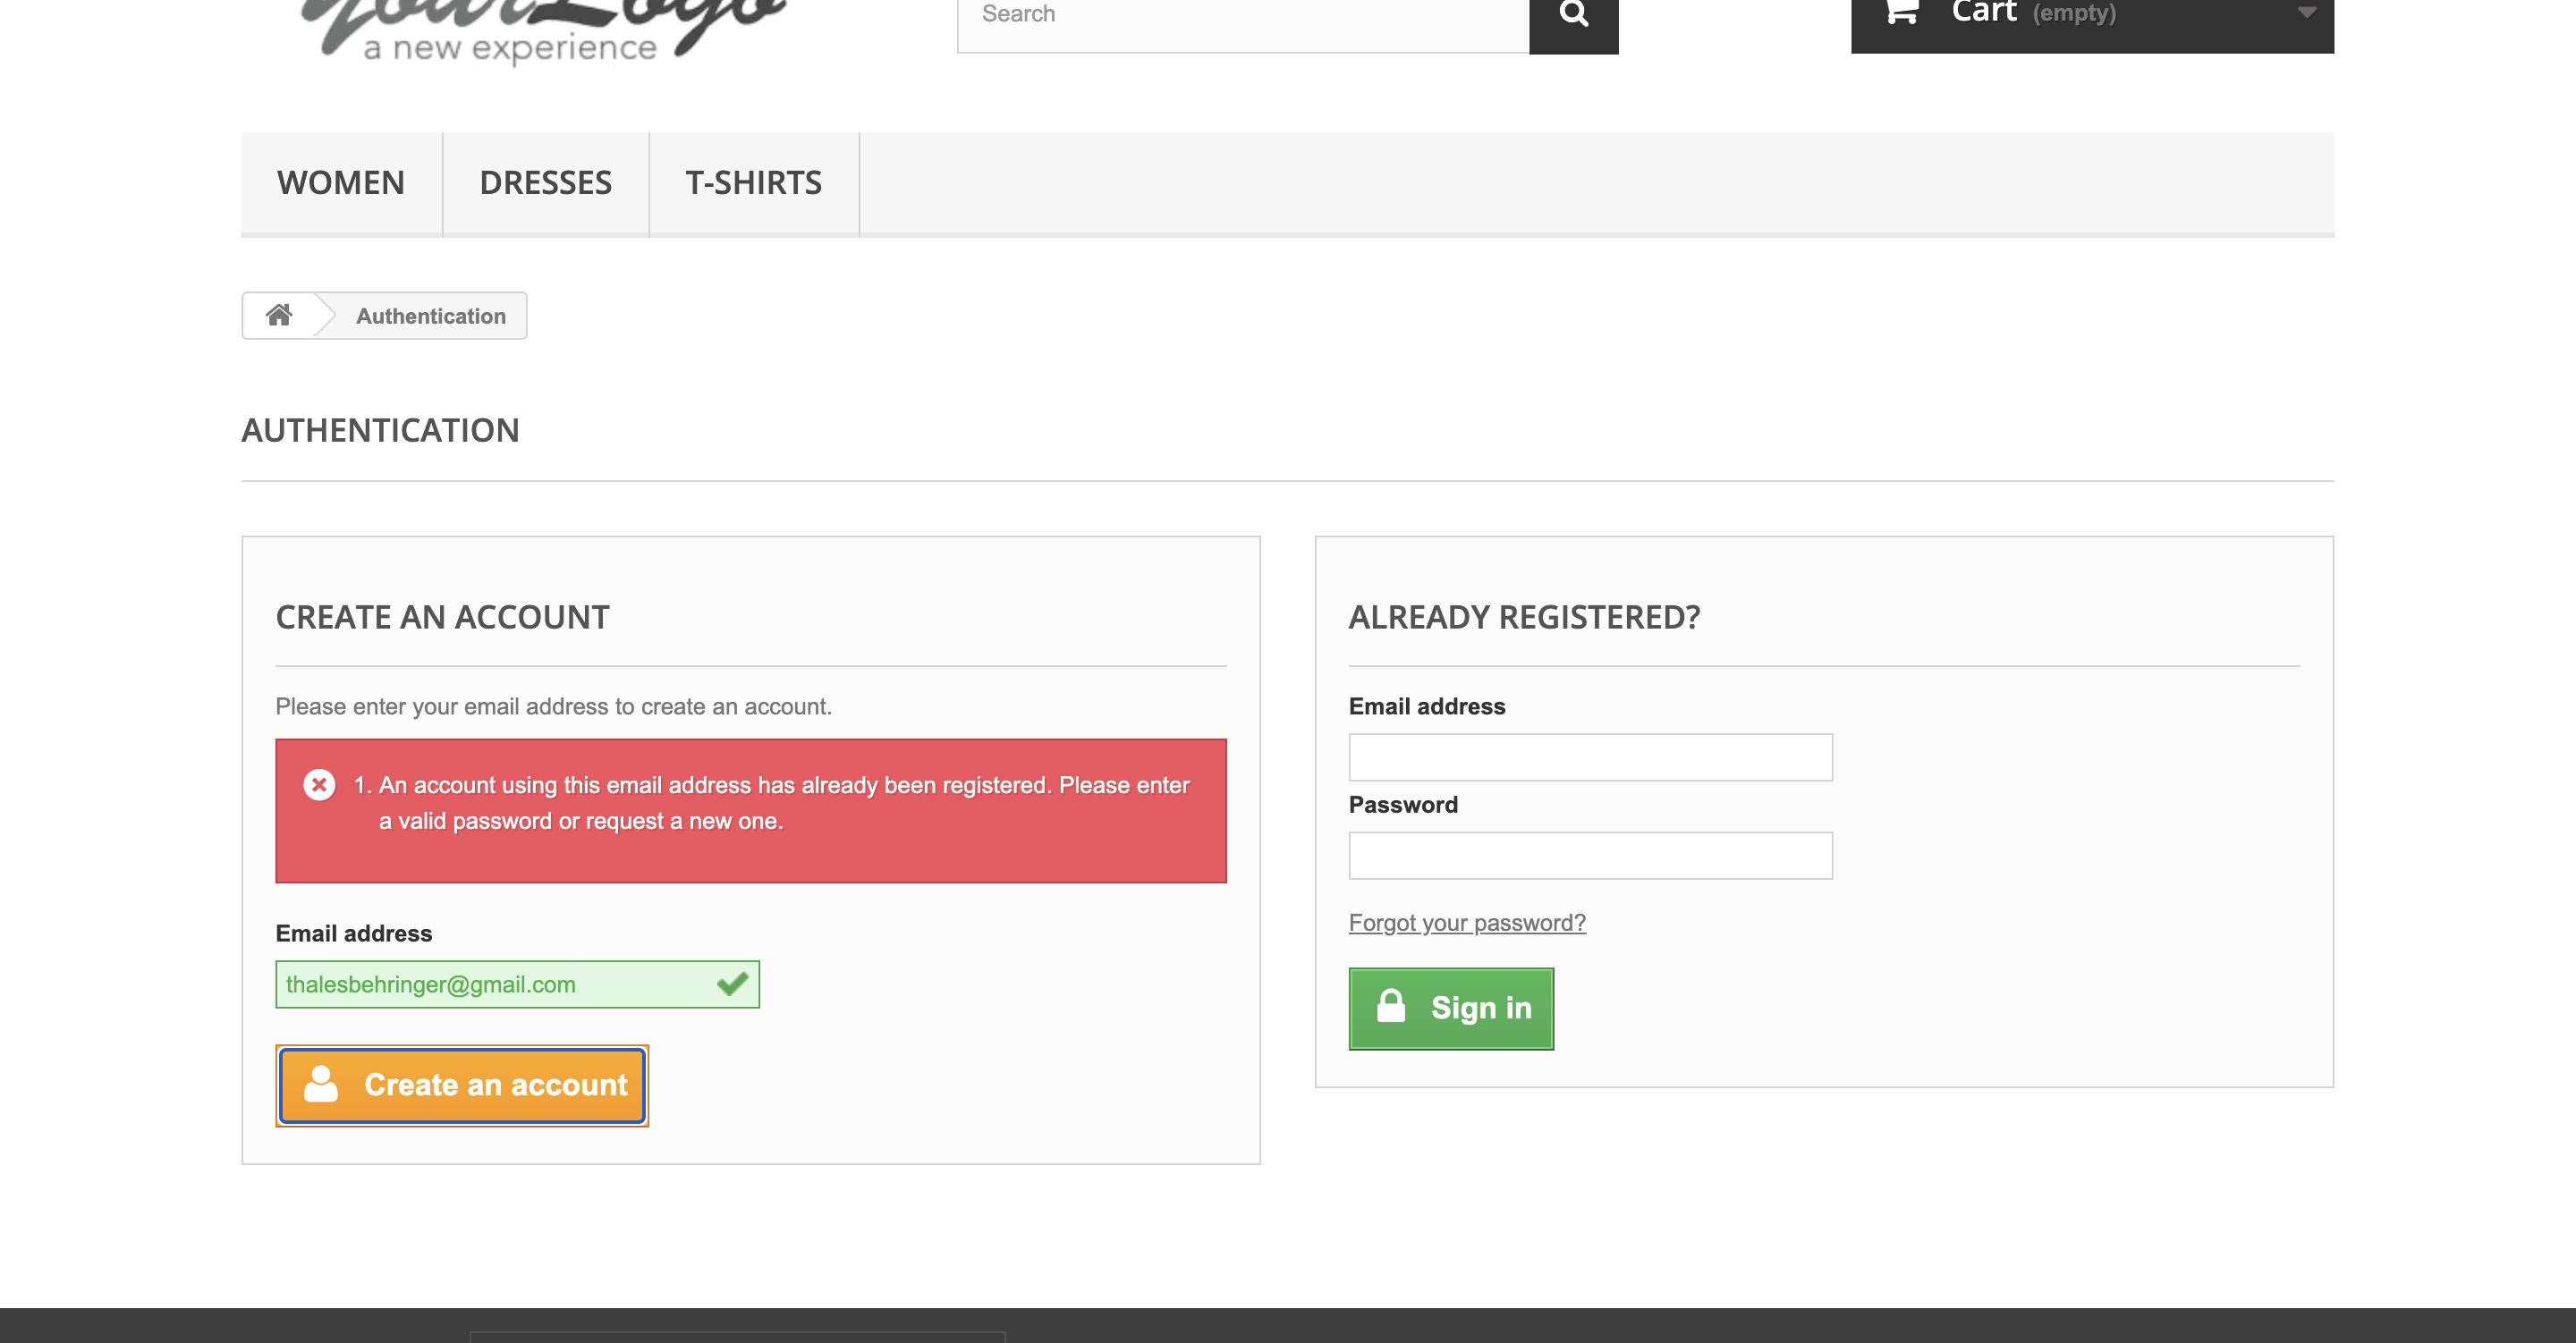 yourLogo
a new experience
Search
Cart (empty)
WOMEN
DRESSES
T-SHIRTS
Authentication
AUTHENTICATION
CREATE AN ACCOUNT
Please enter your email address to create an account.
1. An account using this email address has already been registered. Please enter
a valid password or request a new one.
Email address
thalesbehringer@gmail.com
Create an account
ALREADY REGISTERED?
Email address
Password
Forgot your password?
Sign in